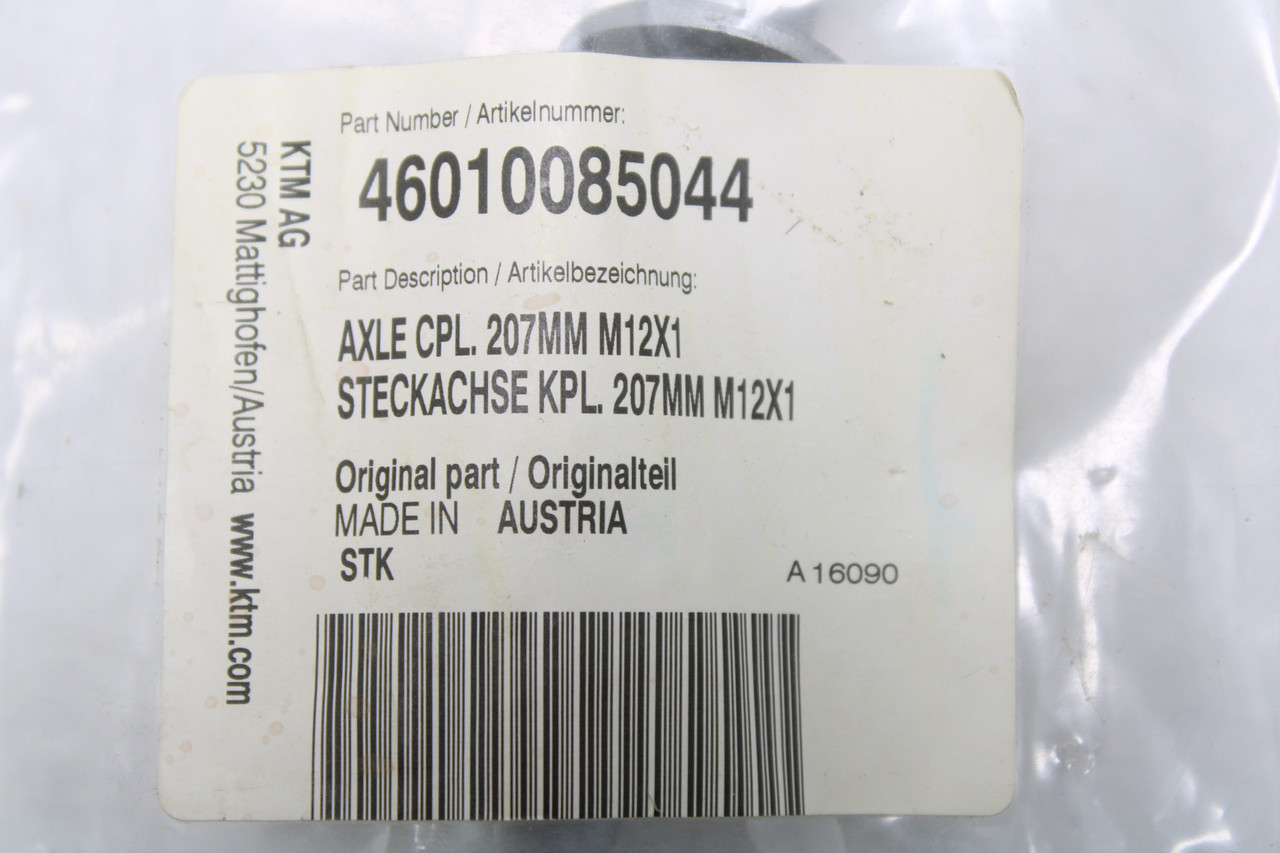 Part Number / Artikelnummer:
46010085044
Part Description / Artikelbezeichnung:
AXLE CPL. 207MM M12X1
STECKACHSE KPL. 207MM M12X1
Original part / Originalteil
MADE IN AUSTRIA
STK
A 16090
KTM AG
5230 Mattighofen/Austria www.ktm.com